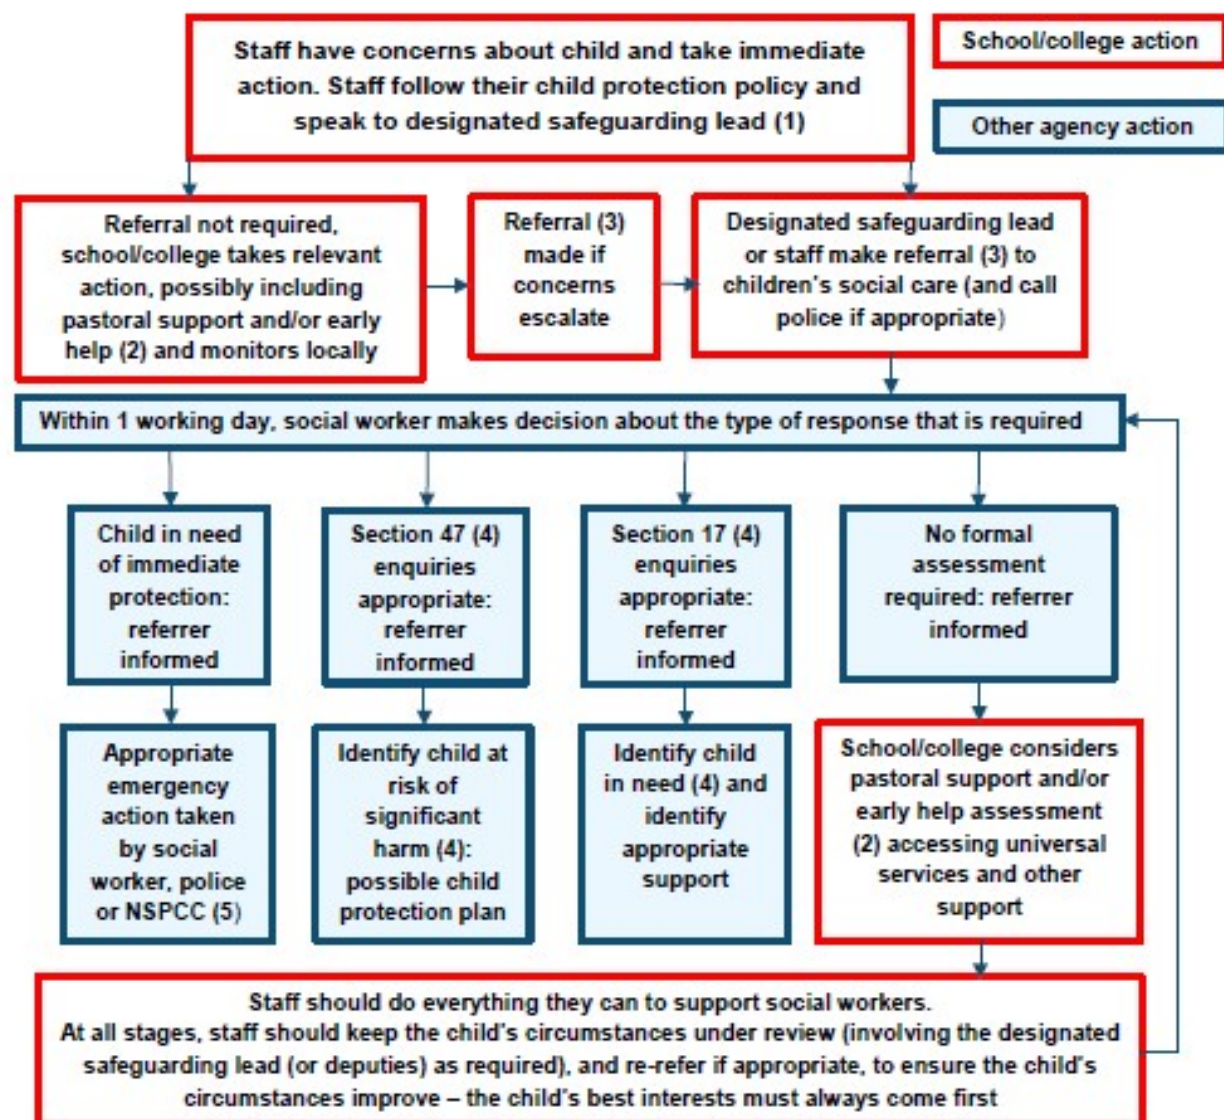 Staff have concerns about child and take immediate
action. Staff follow their child protection policy and
speak to designated safeguarding lead (1)
School/college action
Other agency action
Referral not required,
school/college takes relevant
action, possibly including
pastoral support and/or early
help (2) and monitors locally
Referral (3)
made if
concerns
escalate
Designated safeguarding lead
or staff make referral (3) to
children's social care (and call
police if appropriate)
Within 1 working day, social worker makes decision about the type of response that is required
Child in need
of immediate
protection:
referrer
informed
Section 47 (4)
enquiries
appropriate:
referrer
informed
Section 17 (4)
enquiries
appropriate:
referrer
informed
No formal
assessment
required: referrer
informed
Appropriate
emergency
action taken
by social
worker, police
or NSPCC (5)
Identify child at
risk of
significant
harm (4):
possible child
protection plan
Identify child
in need (4) and
identify
appropriate
support
School/college considers
pastoral support and/or
early help assessment
(2) accessing universal
services and other
support
Staff should do everything they can to support social workers.
At all stages, staff should keep the child's circumstances under review (involving the designated
safeguarding lead (or deputies) as required), and re-refer if appropriate, to ensure the child's
circumstances improve – the child's best interests must always come first